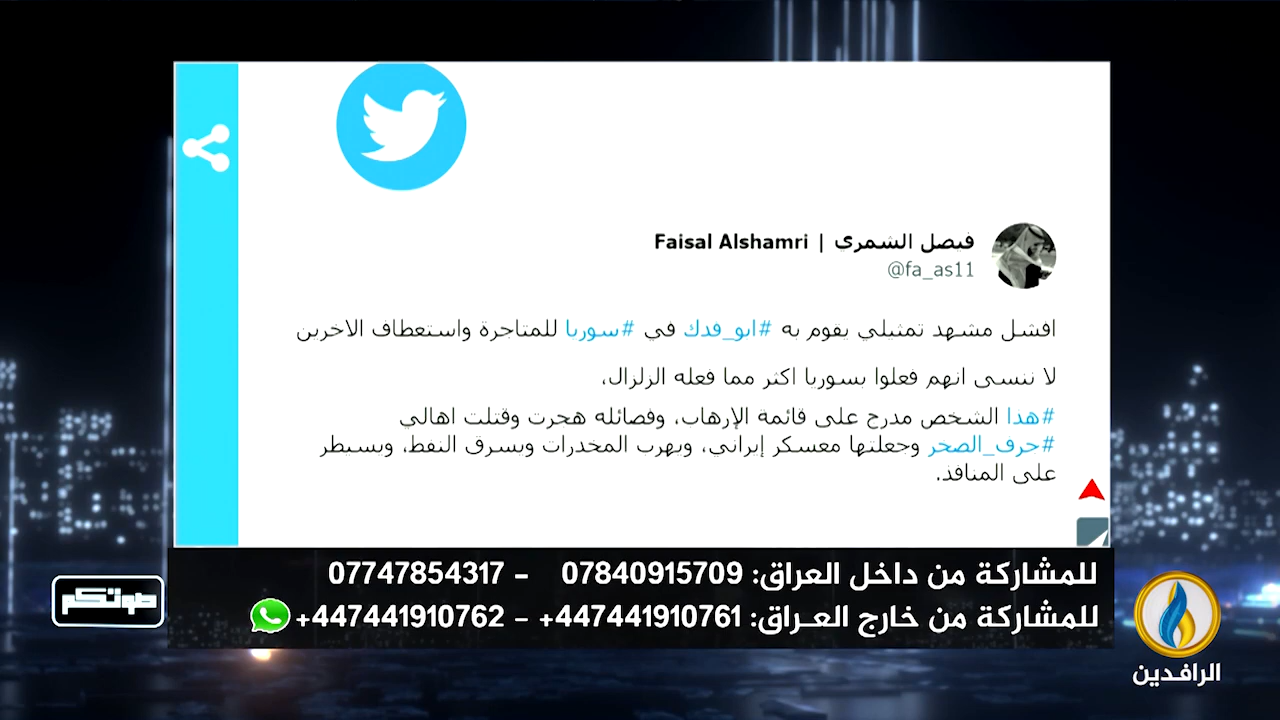 فيصل الشمري | Faisal Alshamri
@fa_as11
افشل مشهد تمثيلي يقوم به #ابو_فدك في #سوريا للمتاجرة واستعطاف الاخرين
لا ننسى انهم فعلوا بسوريا اكثر مما فعله الزلزال،
#هذا الشخص مدرج على قائمة الإرهاب، وفصائله هجرت وقتلت اهالي
#جرف_الصخر وجعلتها معسكر إيراني، ويهرب المخدرات ويسرق النفط، ويسيطر
على المنافذ.
للمشاركة من داخل العراق: 07840915709 - 07747854317
للمشاركة من خارج العـراق: 447441910761+ - 447441910762+
صوتكم
الرافدين